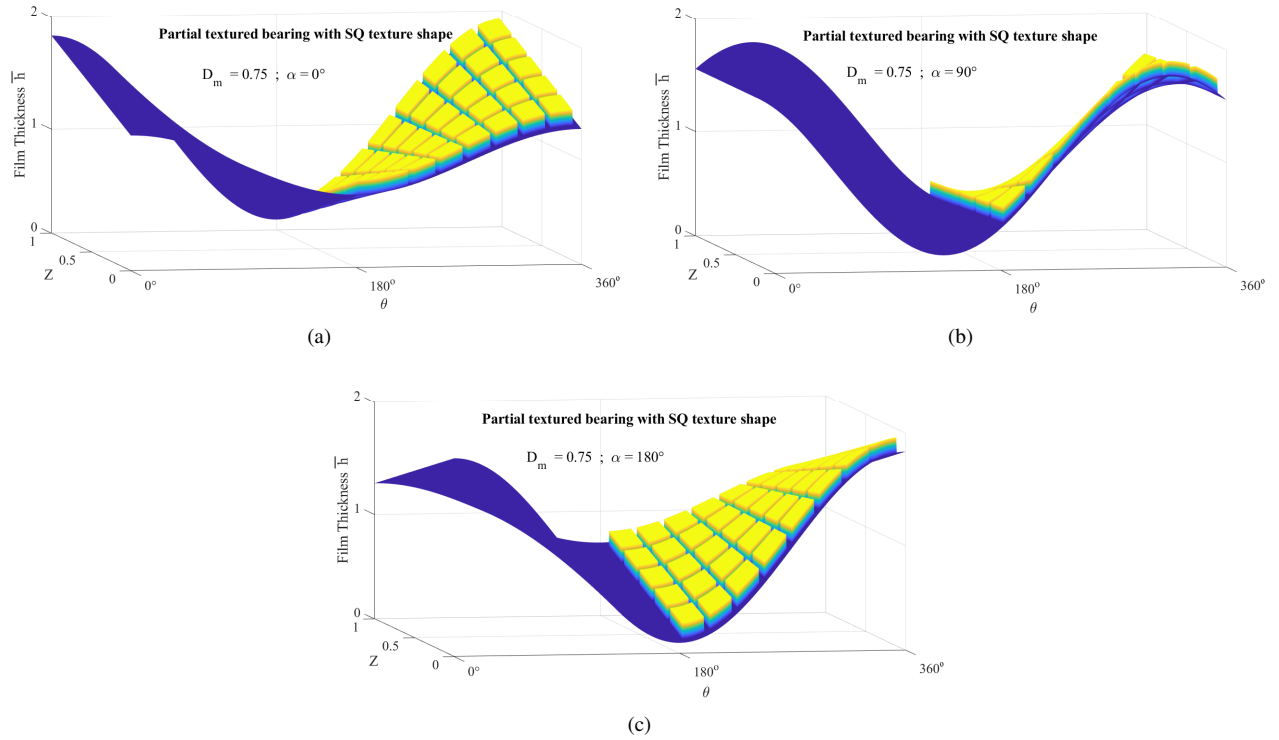 Partial textured bearing with SQ texture shape
D_m = 0.75 ; α = 0°
Film Thickness h̅
2
1
0
1
0.5
0
Z
0°
180°
360°
θ
(a)
Partial textured bearing with SQ texture shape
D_m = 0.75 ; α = 90°
Film Thickness h̅
2
1
0
1
0.5
0
Z
0°
180°
360°
θ
(b)
Partial textured bearing with SQ texture shape
D_m = 0.75 ; α = 180°
Film Thickness h̅
2
1
0
1
0.5
0
Z
0°
180°
360°
θ
(c)